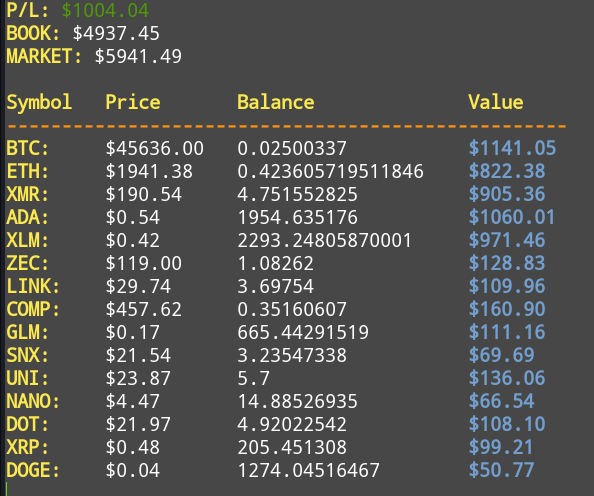 P/L: $1004.04
BOOK: $4937.45
MARKET: $5941.49
Symbol Price Balance Value
BTC: $45636.00 0.02500337 $1141.05
ETH: $1941.38 0.423605719511846 $822.38
XMR: $190.54 4.751552825 $905.36
ADA: $0.54 1954.635176 $1060.01
XLM: $0.42 2293.24805870001 $971.46
ZEC: $119.00 1.08262 $128.83
LINK: $29.74 3.69754 $109.96
COMP: $457.62 0.35160607 $160.90
GLM: $0.17 665.44291519 $111.16
SNX: $21.54 3.23547338 $69.69
UNI: $23.87 5.7 $136.06
NANO: $4.47 14.88526935 $66.54
DOT: $21.97 4.92022542 $108.10
XRP: $0.48 205.451308 $99.21
DOGE: $0.04 1274.04516467 $50.77